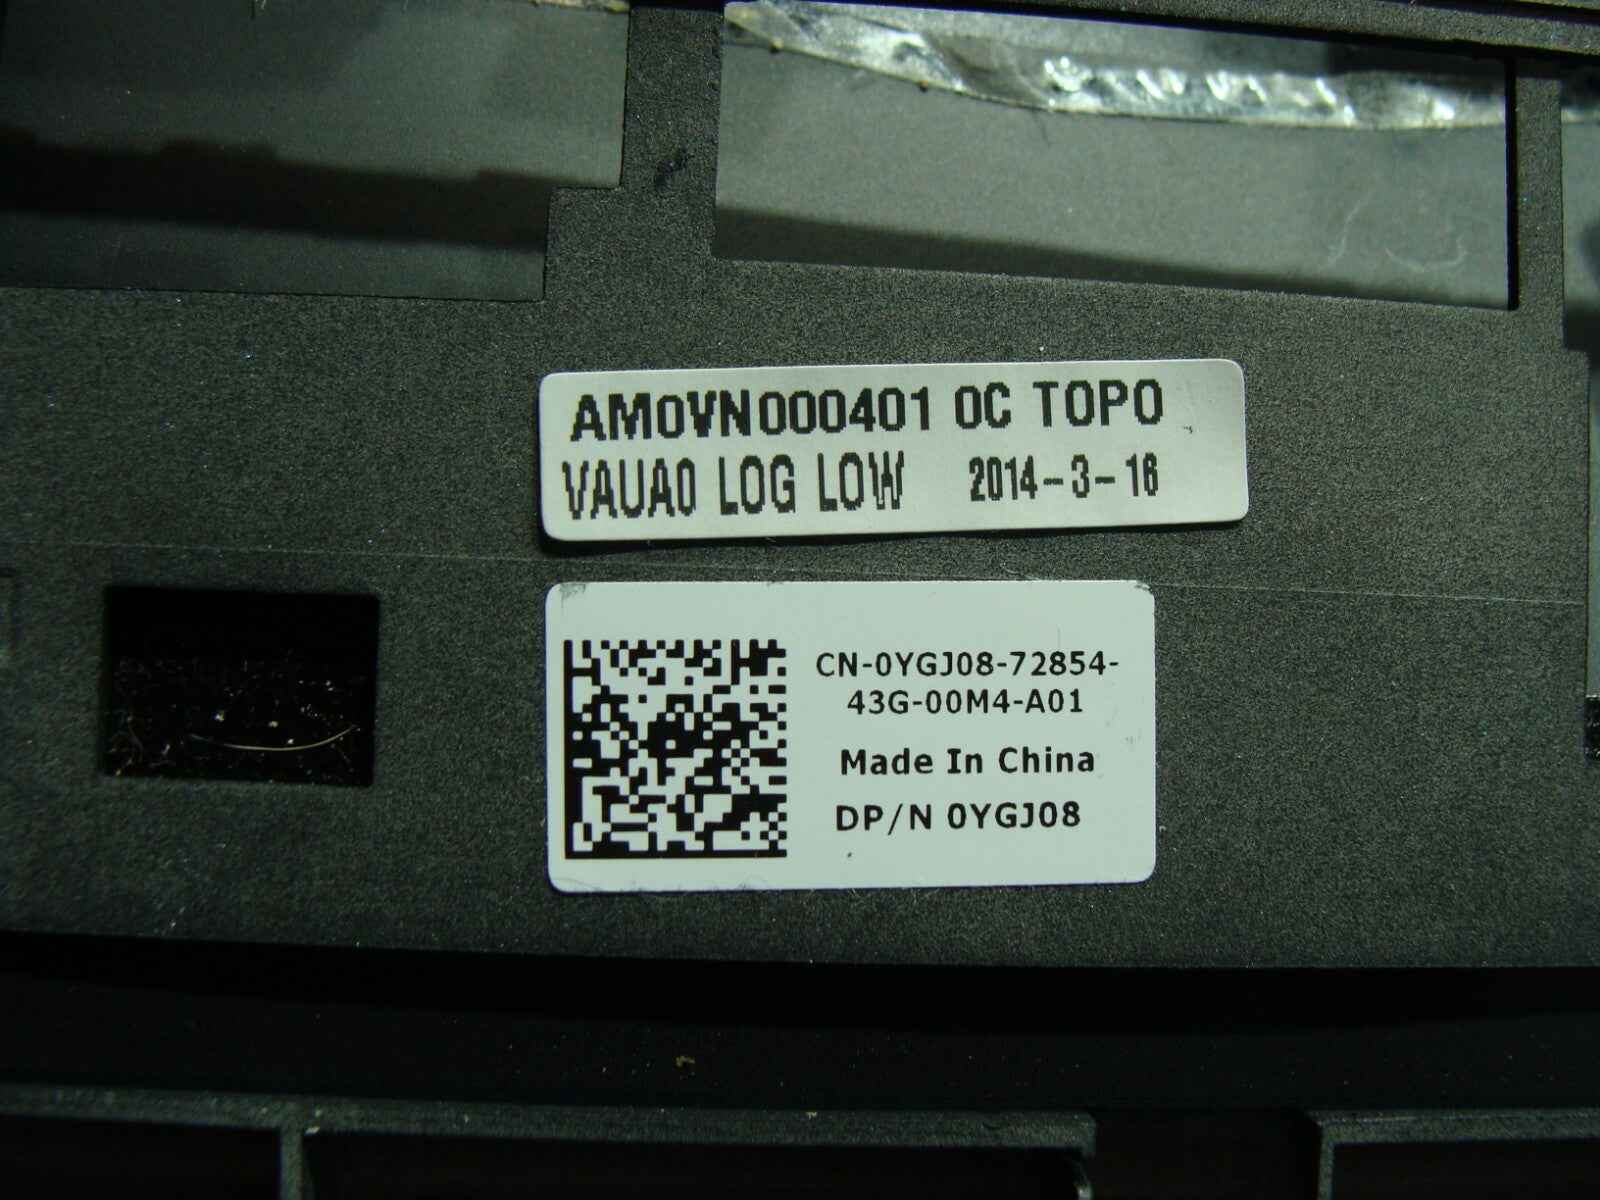 AM0VN000401 0C TOPO
VAUA0 LOG LOW 2014-3-16
CN-0YGJ08-72854-
43G-00M4-A01
Made In China
DP/N 0YGJ08